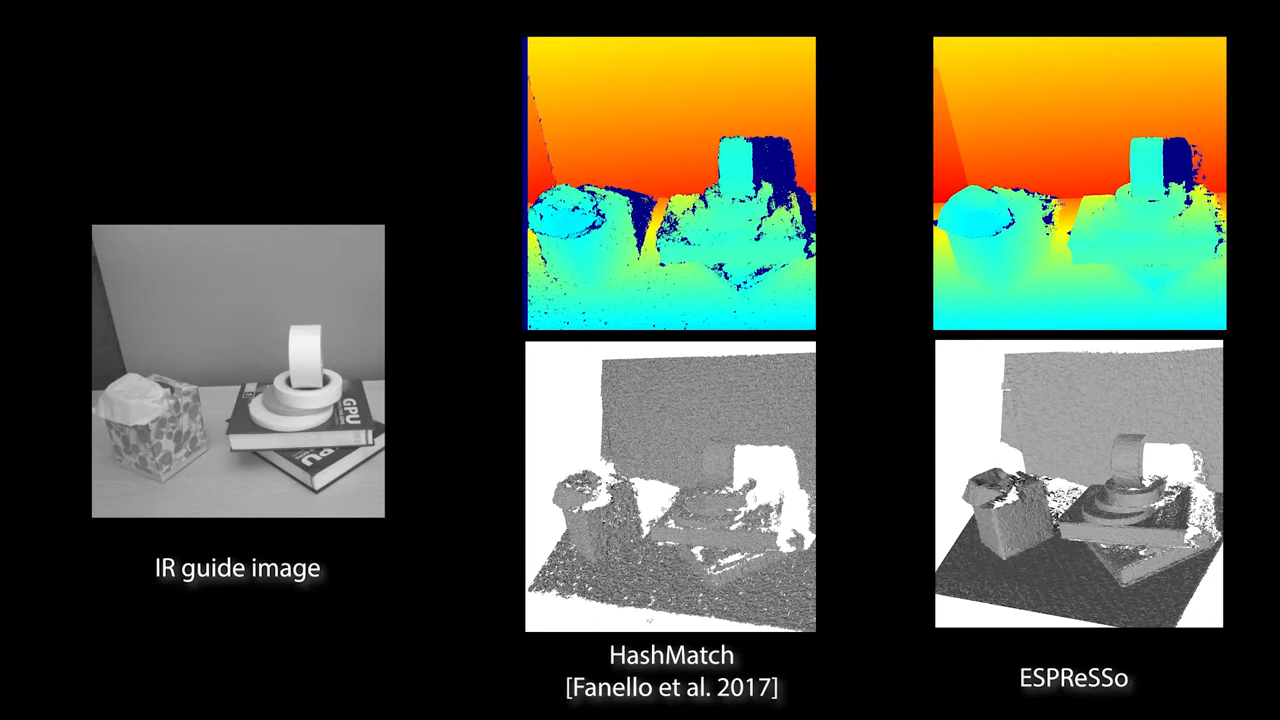 GPU
PU
IR guide image
HashMatch
[Fanello et al. 2017]
ESPReSSo